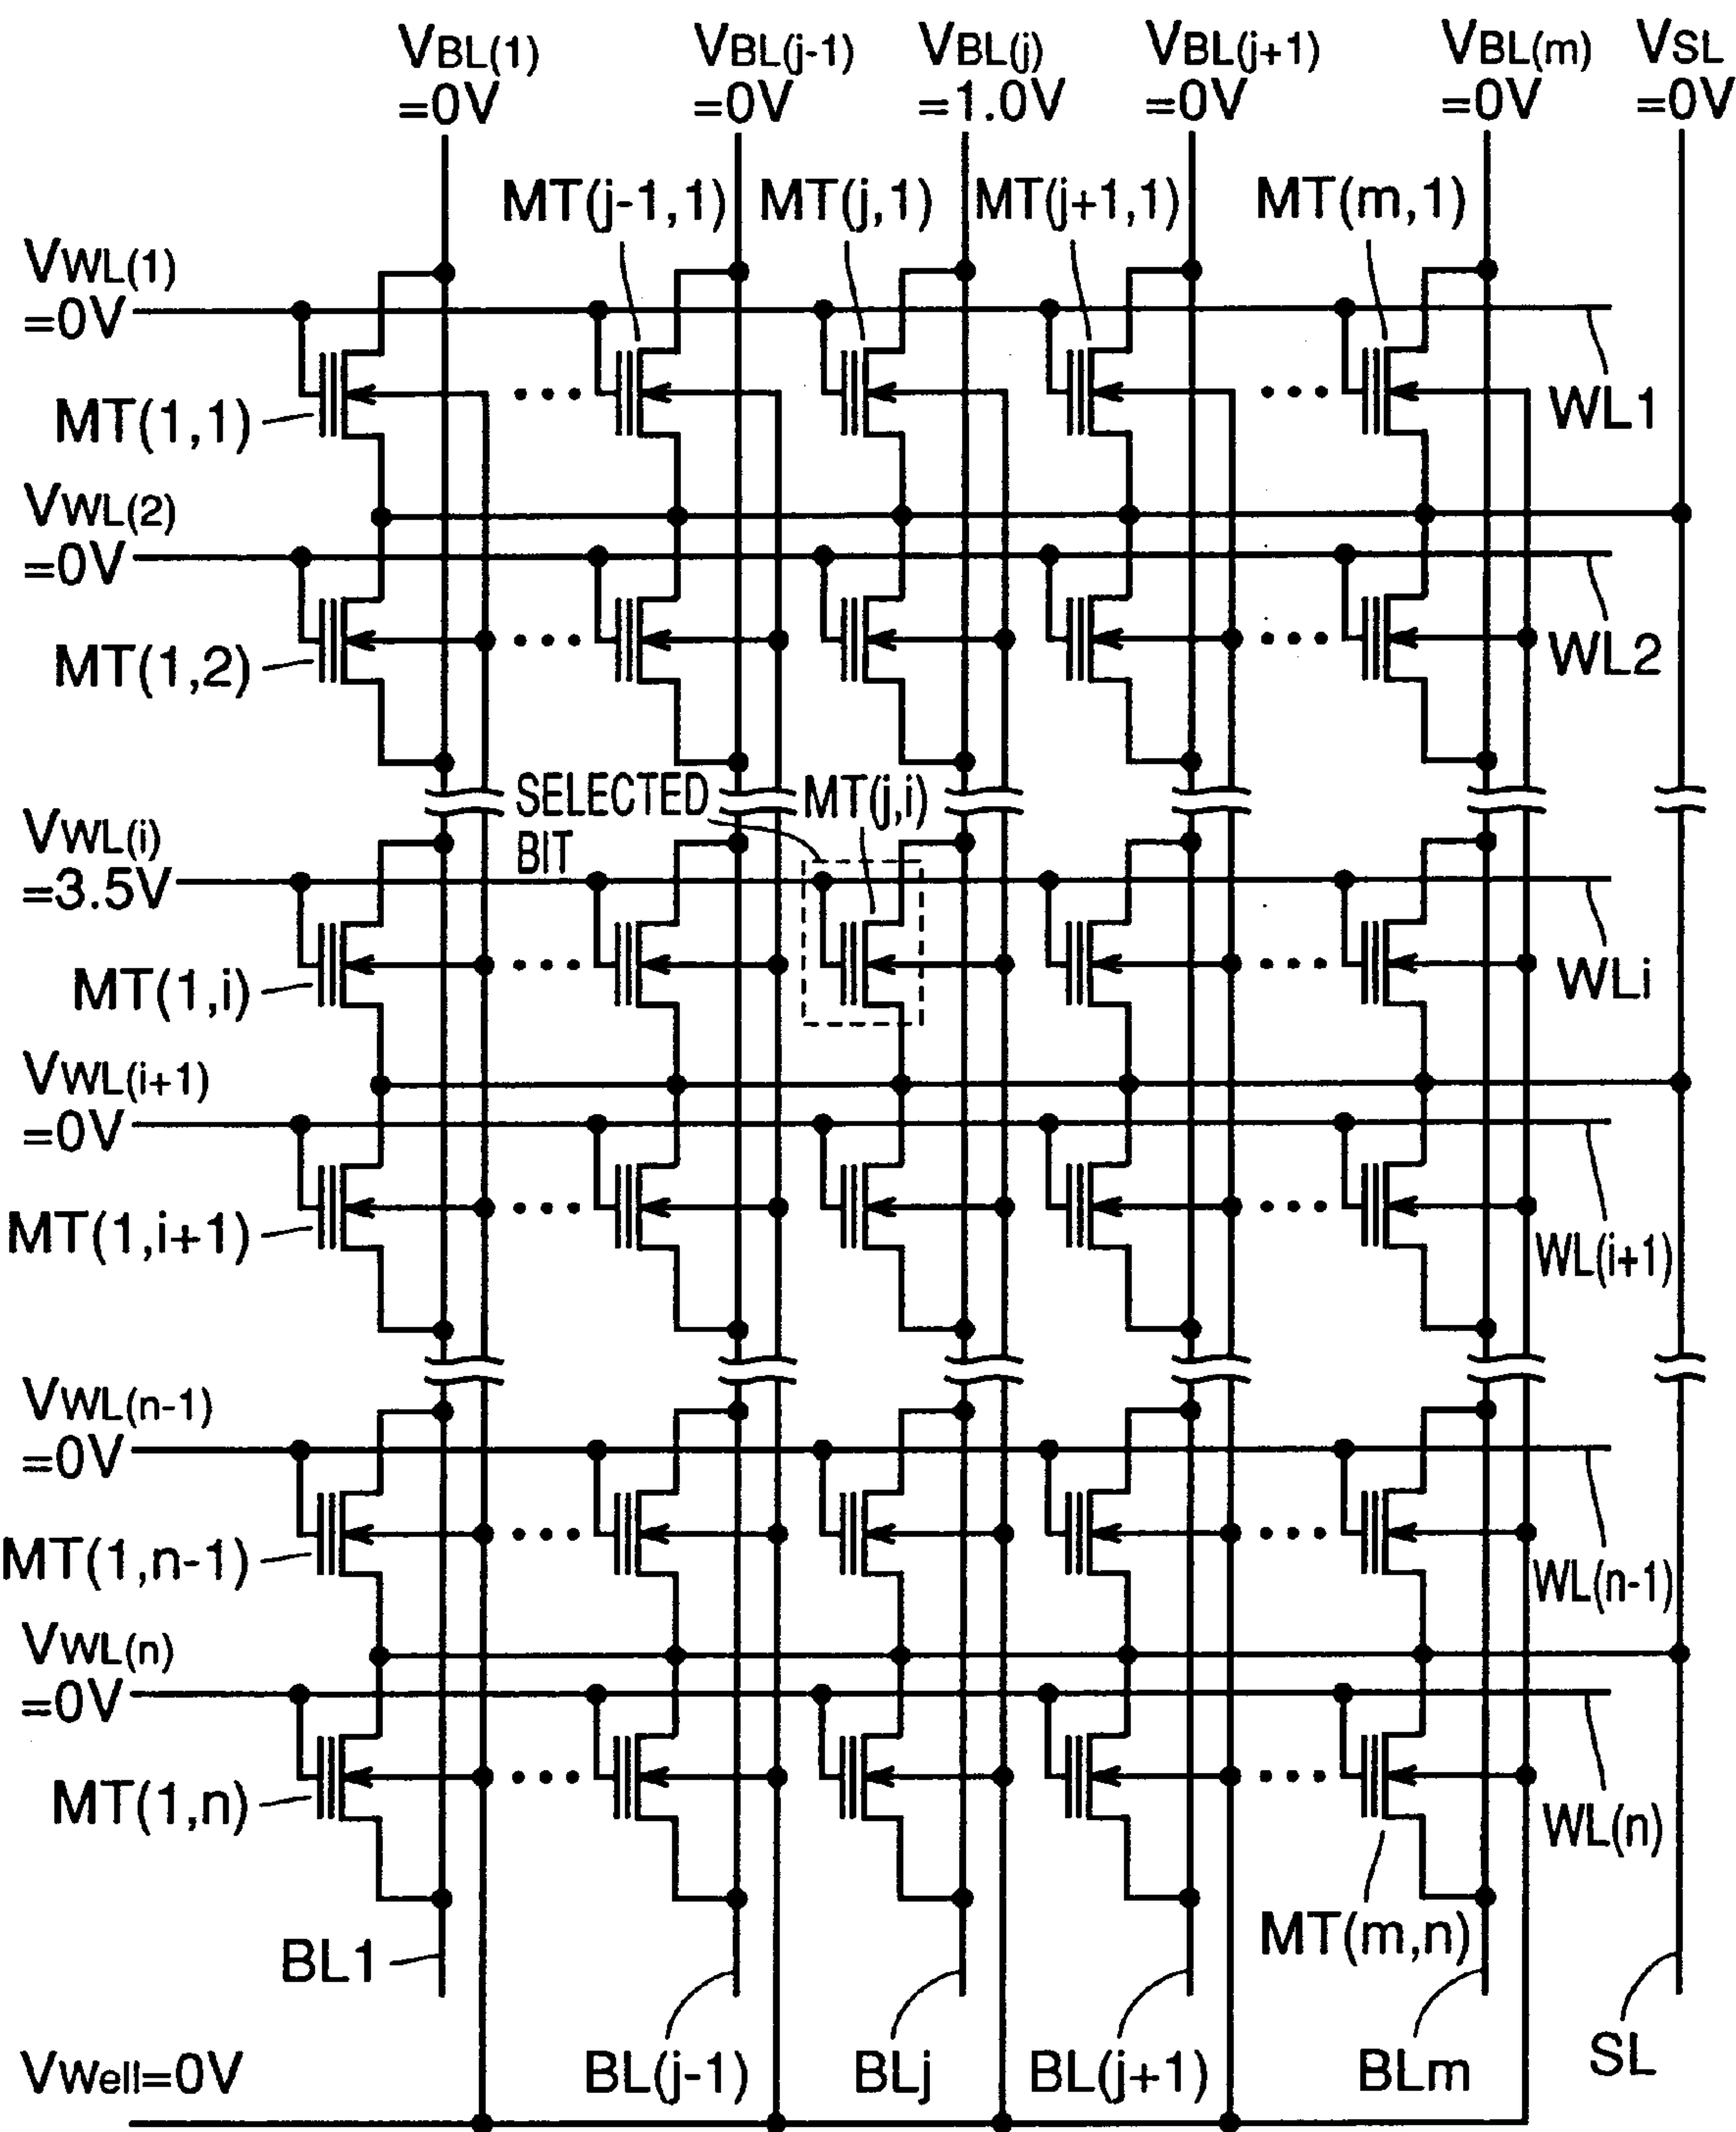 VBL(1) VBL(j-1) VBL(j) VBL(j+1) VBL(m) VSL
=0V =0V =1.0V =0V =0V =0V
MT(j-1,1) MT(j,1) MT(j+1,1) MT(m,1)
VWL(1)
=0V
MT(1,1) WL1
VWL(2)
=0V
MT(1,2) WL2
SELECTED MT(j,i)
BIT
VWL(i)
=3.5V
MT(1,i) WLi
VWL(i+1)
=0V
MT(1,i+1) WL(i+1)
VWL(n-1)
=0V
MT(1,n-1) WL(n-1)
VWL(n)
=0V
MT(1,n) WL(n)
MT(m,n)
BL1
BL(j-1) BLj BL(j+1) BLm SL
VWell=0V